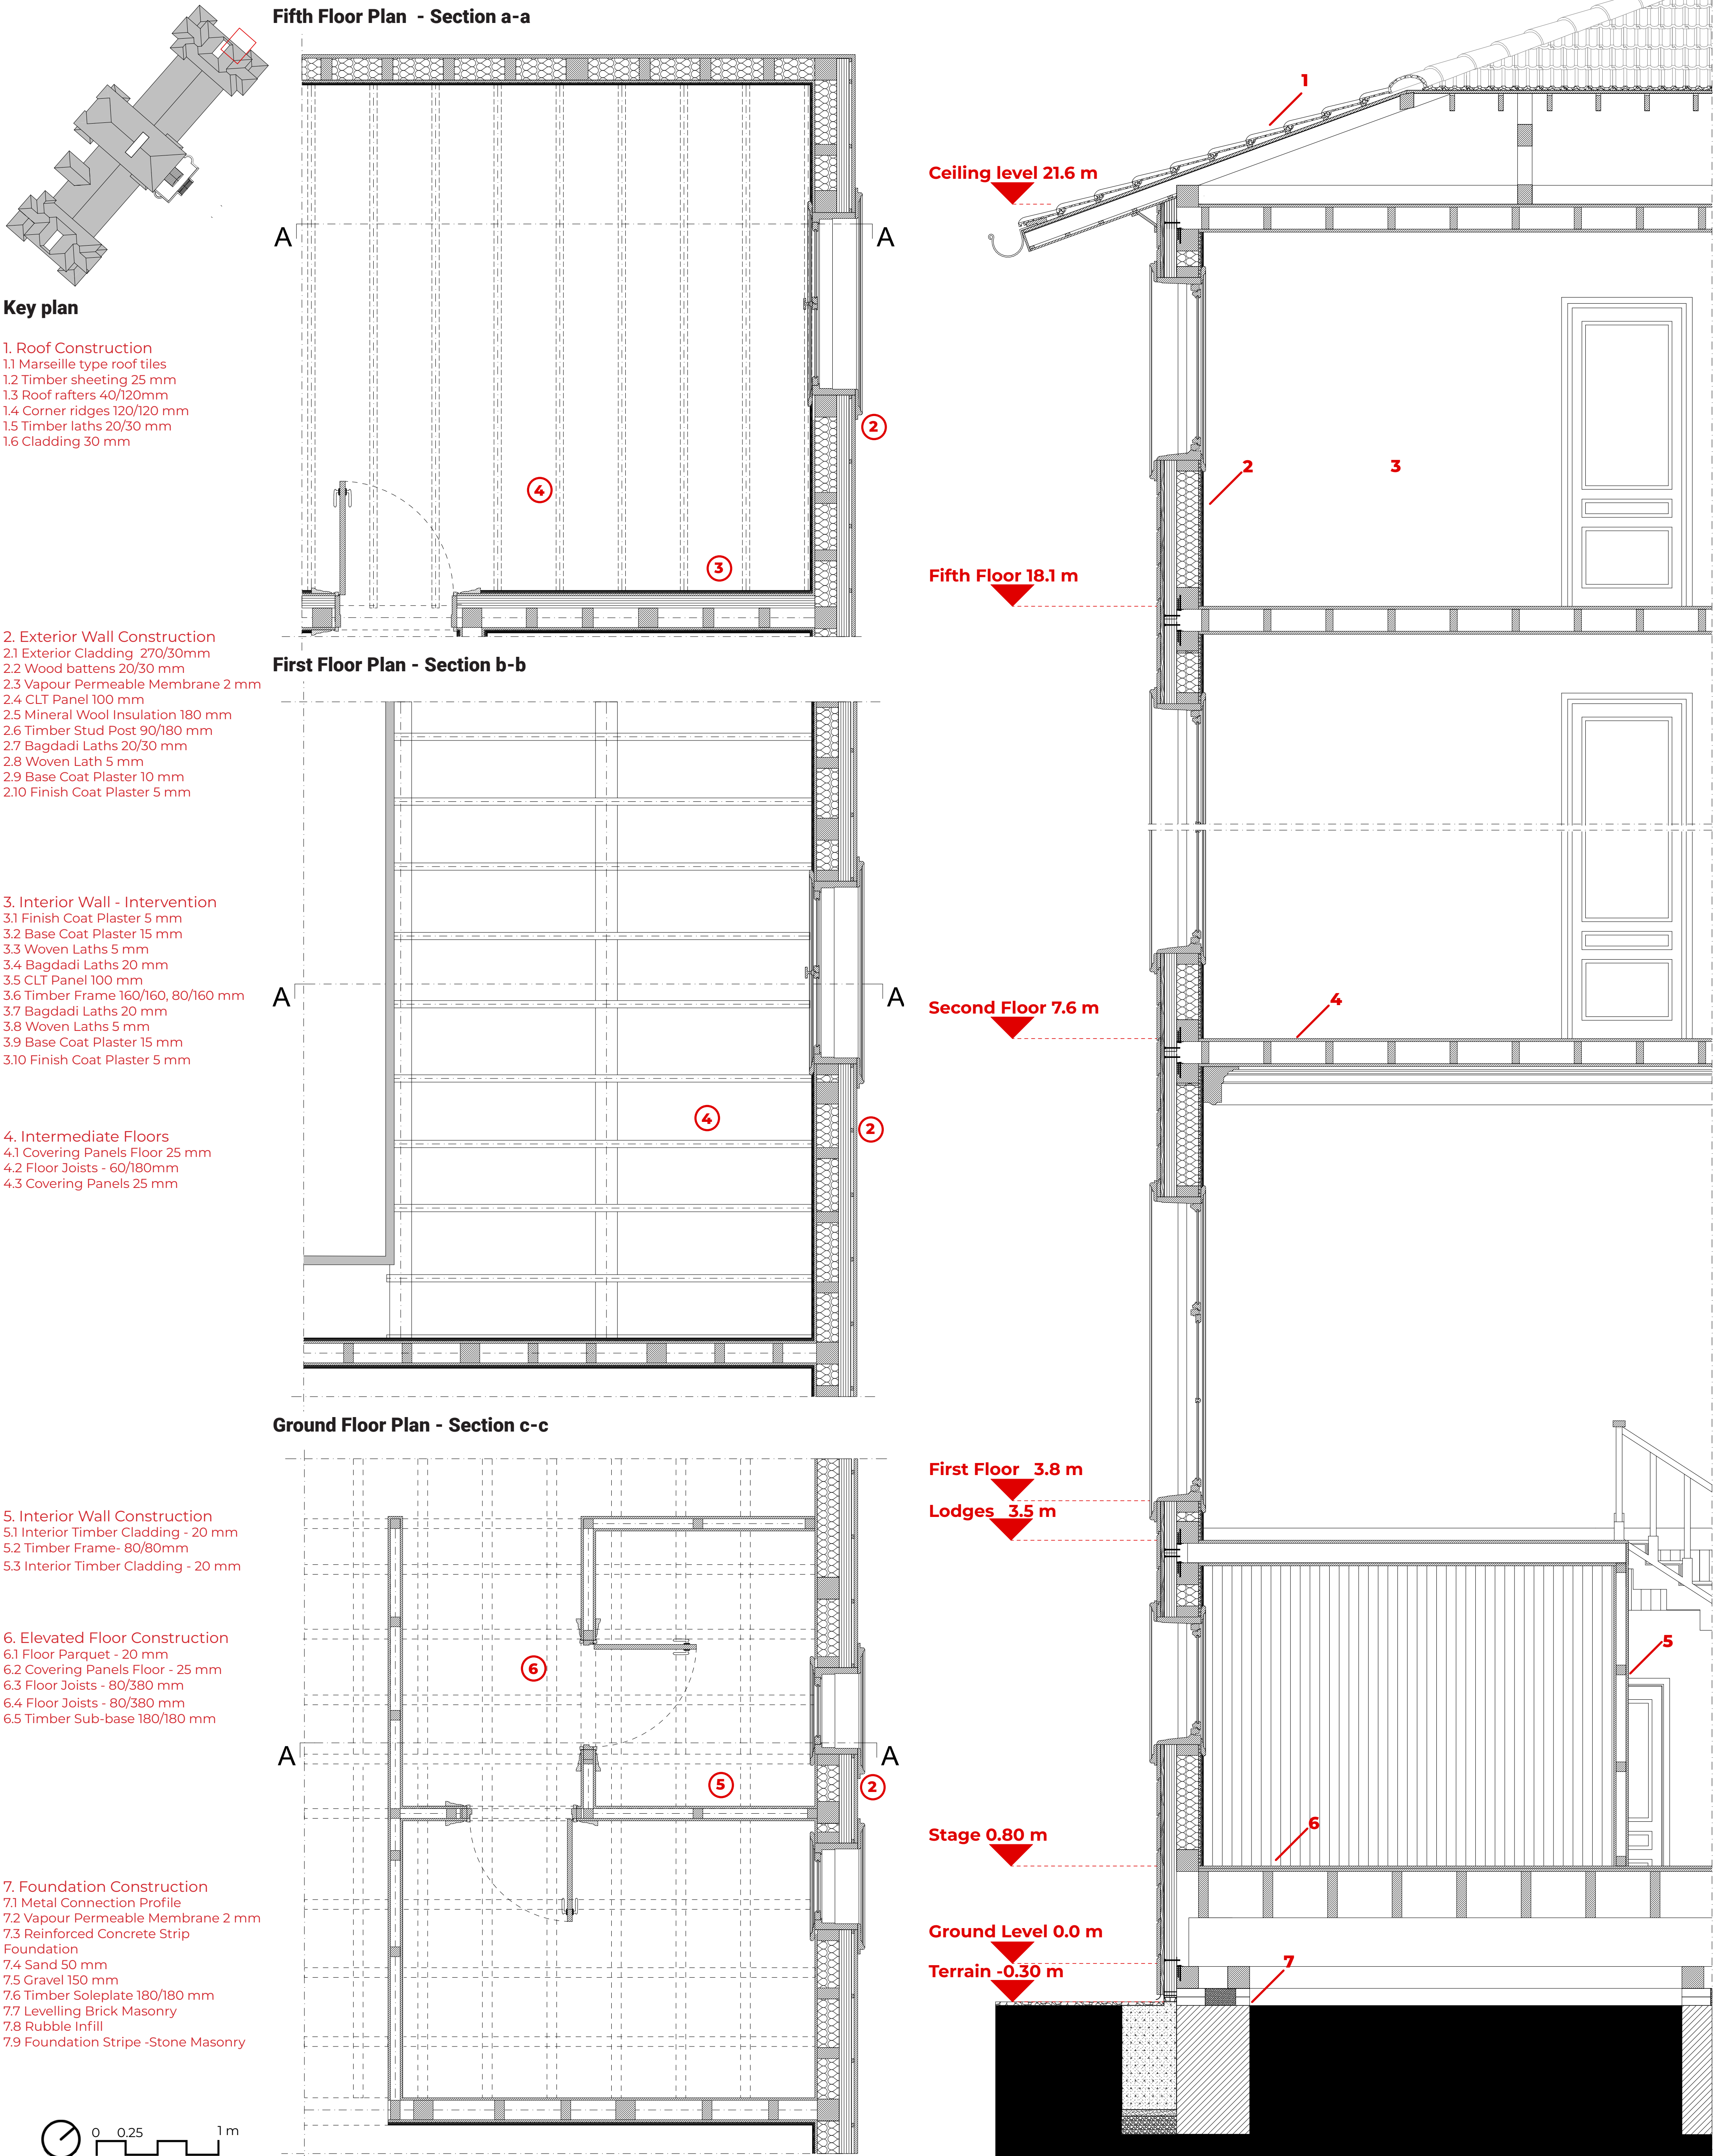 Fifth Floor Plan - Section a-a
A
A
2
4
3
Key plan
1. Roof Construction
1.1 Marseille type roof tiles
1.2 Timber sheeting 25 mm
1.3 Roof rafters 40/120mm
1.4 Corner ridges 120/120 mm
1.5 Timber laths 20/30 mm
1.6 Cladding 30 mm
2. Exterior Wall Construction
2.1 Exterior Cladding 270/30mm
2.2 Wood battens 20/30 mm
2.3 Vapour Permeable Membrane 2 mm
2.4 CLT Panel 100 mm
2.5 Mineral Wool Insulation 180 mm
2.6 Timber Stud Post 90/180 mm
2.7 Bagdadi Laths 20/30 mm
2.8 Woven Lath 5 mm
2.9 Base Coat Plaster 10 mm
2.10 Finish Coat Plaster 5 mm
3. Interior Wall - Intervention
3.1 Finish Coat Plaster 5 mm
3.2 Base Coat Plaster 15 mm
3.3 Woven Laths 5 mm
3.4 Bagdadi Laths 20 mm
3.5 CLT Panel 100 mm
3.6 Timber Frame 160/160, 80/160 mm
3.7 Bagdadi Laths 20 mm
3.8 Woven Laths 5 mm
3.9 Base Coat Plaster 15 mm
3.10 Finish Coat Plaster 5 mm
4. Intermediate Floors
4.1 Covering Panels Floor 25 mm
4.2 Floor Joists - 60/180mm
4.3 Covering Panels 25 mm
5. Interior Wall Construction
5.1 Interior Timber Cladding - 20 mm
5.2 Timber Frame- 80/80mm
5.3 Interior Timber Cladding - 20 mm
6. Elevated Floor Construction
6.1 Floor Parquet - 20 mm
6.2 Covering Panels Floor - 25 mm
6.3 Floor Joists - 80/380 mm
6.4 Floor Joists - 80/380 mm
6.5 Timber Sub-base 180/180 mm
7. Foundation Construction
7.1 Metal Connection Profile
7.2 Vapour Permeable Membrane 2 mm
7.3 Reinforced Concrete Strip
Foundation
7.4 Sand 50 mm
7.5 Gravel 150 mm
7.6 Timber Soleplate 180/180 mm
7.7 Levelling Brick Masonry
7.8 Rubble Infill
7.9 Foundation Stripe -Stone Masonry
0 0.25 1 m
First Floor Plan - Section b-b
A
A
4
2
Ground Floor Plan - Section c-c
6
A
A
5
2
1
Ceiling level 21.6 m
2
3
Fifth Floor 18.1 m
4
Second Floor 7.6 m
First Floor 3.8 m
Lodges 3.5 m
5
6
Stage 0.80 m
Ground Level 0.0 m
7
Terrain -0.30 m